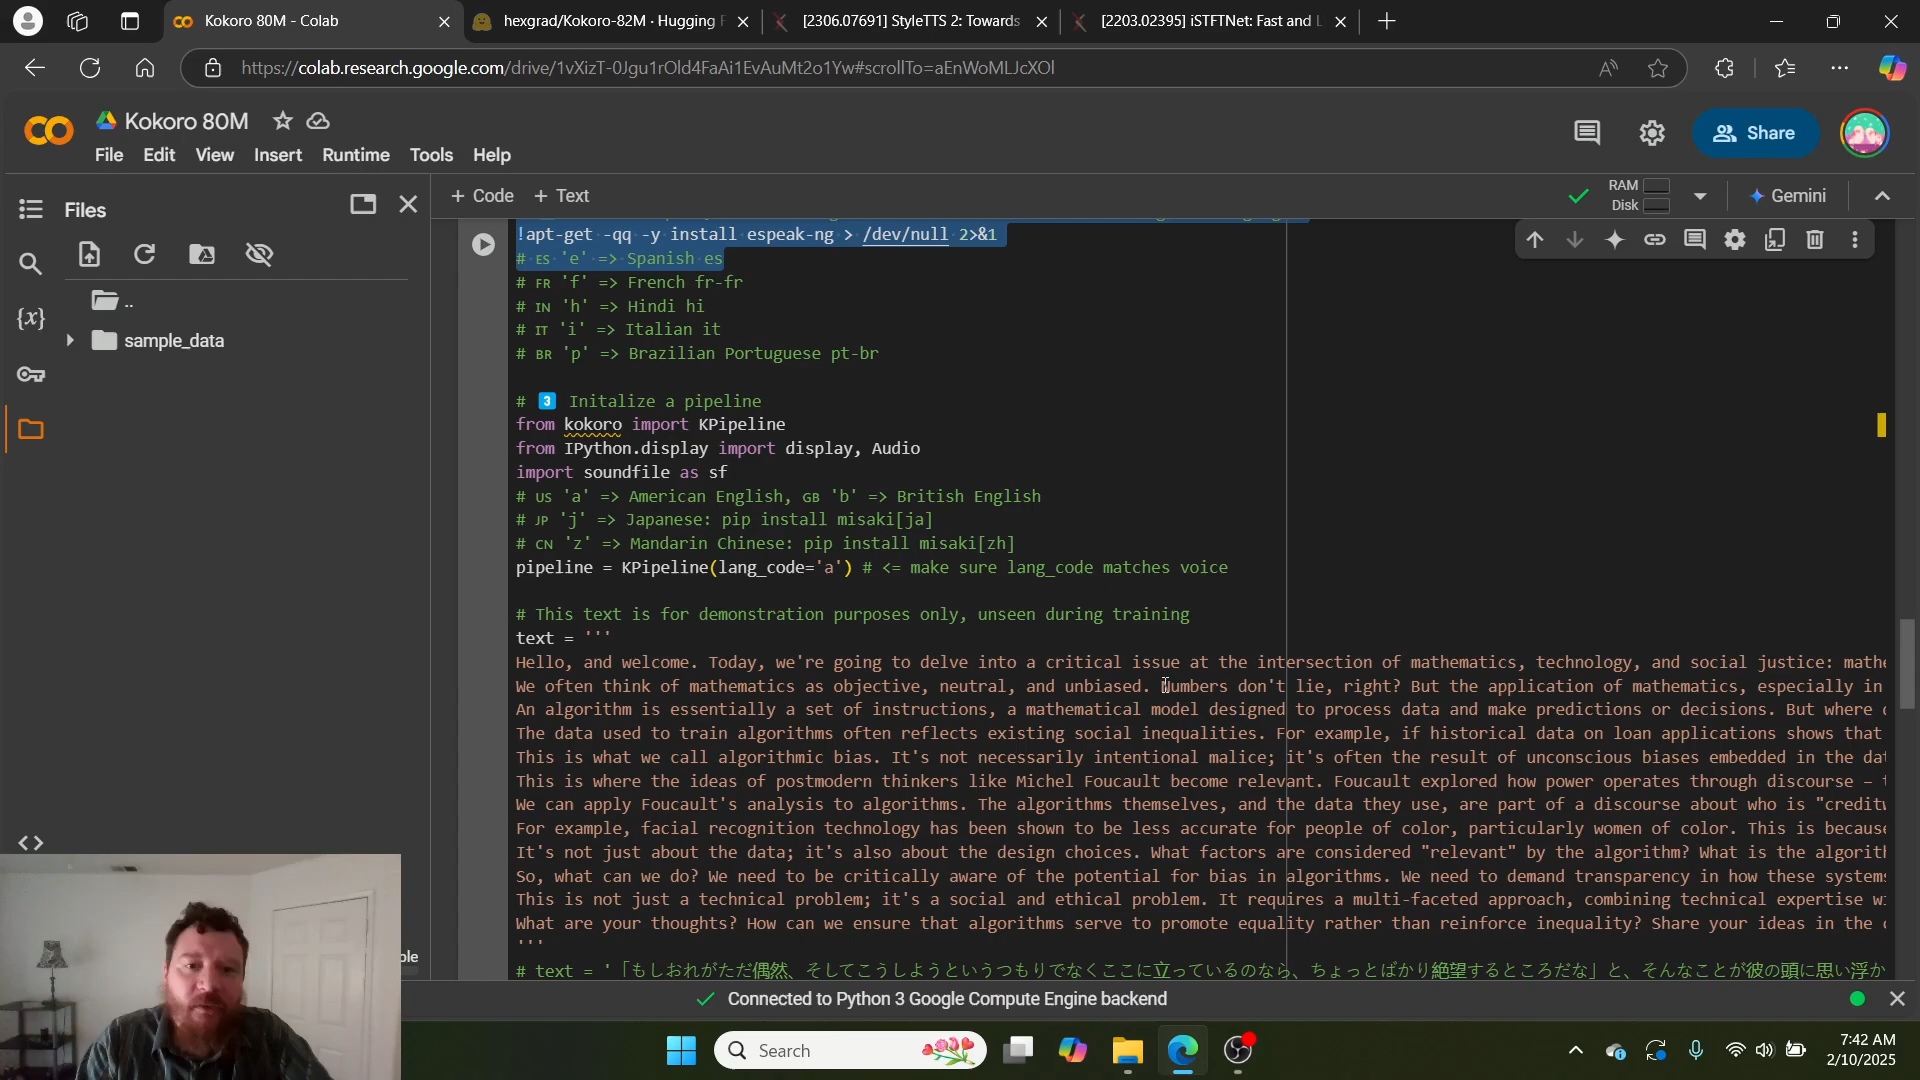 Kokoro 80M - Colab
hexgrad/Kokoro-82M · Hugging F
[2306.07691] StyleTTS 2: Towards
[2203.02395] iSTFTNet: Fast and L
https://colab.research.google.com/drive/1vXizT-0Jgu1rOld4FaAi1EvAuMt2o1Yw#scrollTo=aEnWoMLJcXOl
Kokoro 80M
Share
File Edit View Insert Runtime Tools Help
Files
+ Code + Text
RAM
Disk
Gemini
..
sample_data
!apt-get -qq -y install espeak-ng > /dev/null 2>&1
# ES 'e' => Spanish es
# FR 'f' => French fr-fr
# IN 'h' => Hindi hi
# IT 'i' => Italian it
# BR 'p' => Brazilian Portuguese pt-br
# 3 Initalize a pipeline
from kokoro import KPipeline
from IPython.display import display, Audio
import soundfile as sf
# US 'a' => American English, GB 'b' => British English
# JP 'j' => Japanese: pip install misaki[ja]
# CN 'z' => Mandarin Chinese: pip install misaki[zh]
pipeline = KPipeline(lang_code='a') # <= make sure lang_code matches voice
# This text is for demonstration purposes only, unseen during training
text = '''
Hello, and welcome. Today, we're going to delve into a critical issue at the intersection of mathematics, technology, and social justice: mathe
We often think of mathematics as objective, neutral, and unbiased. Numbers don't lie, right? But the application of mathematics, especially in
An algorithm is essentially a set of instructions, a mathematical model designed to process data and make predictions or decisions. But where
The data used to train algorithms often reflects existing social inequalities. For example, if historical data on loan applications shows that
This is what we call algorithmic bias. It's not necessarily intentional malice; it's often the result of unconscious biases embedded in the dat
This is where the ideas of postmodern thinkers like Michel Foucault become relevant. Foucault explored how power operates through discourse –
We can apply Foucault's analysis to algorithms. The algorithms themselves, and the data they use, are part of a discourse about who is "creditw
For example, facial recognition technology has been shown to be less accurate for people of color, particularly women of color. This is because
It's not just about the data; it's also about the design choices. What factors are considered "relevant" by the algorithm? What is the algorith
So, what can we do? We need to be critically aware of the potential for bias in algorithms. We need to demand transparency in how these systems
This is not just a technical problem; it's a social and ethical problem. It requires a multi-faceted approach, combining technical expertise wi
What are your thoughts? How can we ensure that algorithms serve to promote equality rather than reinforce inequality? Share your ideas in the c
'''
# text = '「もしおれがただ偶然、そしてこうしようというつもりでなくここに立っているのなら、ちょっとばかり絶望するところだな」と、そんなことが彼の頭に思い浮か
ble
Connected to Python 3 Google Compute Engine backend
Search
7:42 AM
2/10/2025